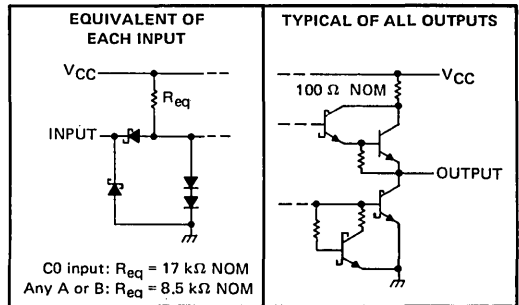 EQUIVALENT OF
EACH INPUT
VCC
Req
INPUT
C0 input: Req = 17 kΩ NOM
Any A or B: Req = 8.5 kΩ NOM
TYPICAL OF ALL OUTPUTS
VCC
100 Ω NOM
OUTPUT